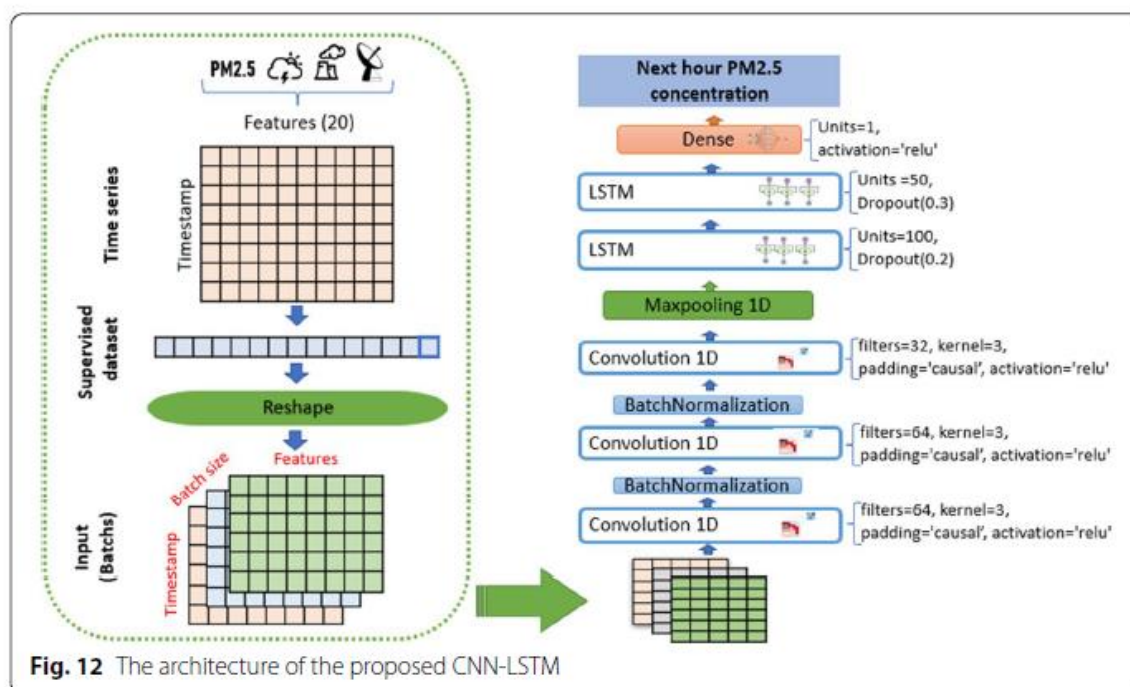 PM2.5
Features (20)
Time series
Timestamp
Supervised
dataset
Reshape
Input
(Batchs)
Batch size
Features
Timestamp
Next hour PM2.5
concentration
Dense
Units=1,
activation='relu'
LSTM
Units =50,
Dropout(0.3)
LSTM
Units=100,
Dropout(0.2)
Maxpooling 1D
Convolution 1D
filters=32, kernel=3,
padding='causal', activation='relu'
BatchNormalization
Convolution 1D
filters=64, kernel=3,
padding='causal', activation='relu'
BatchNormalization
Convolution 1D
filters=64, kernel=3,
padding='causal', activation='relu'
Fig. 12 The architecture of the proposed CNN-LSTM